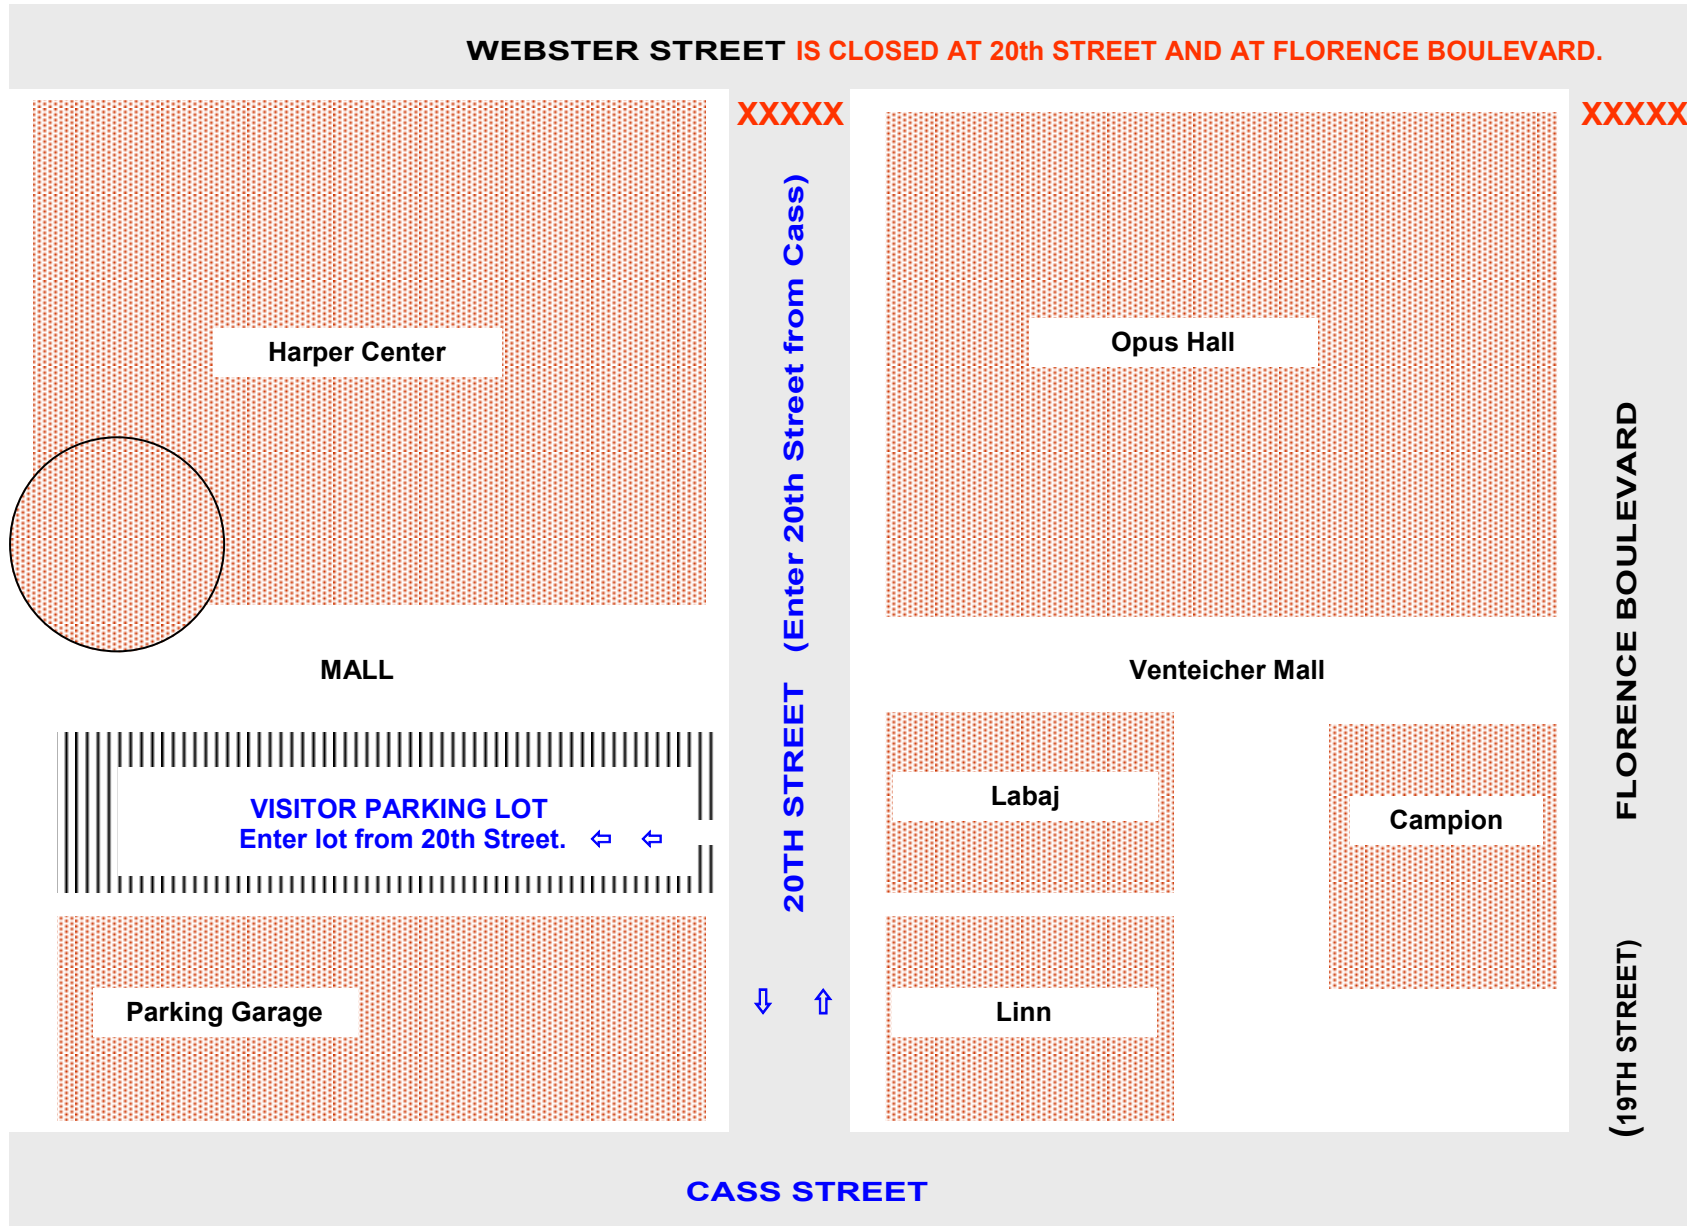 WEBSTER STREET IS CLOSED AT 20th STREET AND AT FLORENCE BOULEVARD.
XXXXX
XXXXX
20TH STREET (Enter 20th Street from Cass)
Harper Center
Opus Hall
FLORENCE BOULEVARD
(19TH STREET)
MALL
Venteicher Mall
VISITOR PARKING LOT
Enter lot from 20th Street. ⇦ ⇦
Labaj
Campion
Parking Garage
⇩ ⇧
Linn
CASS STREET